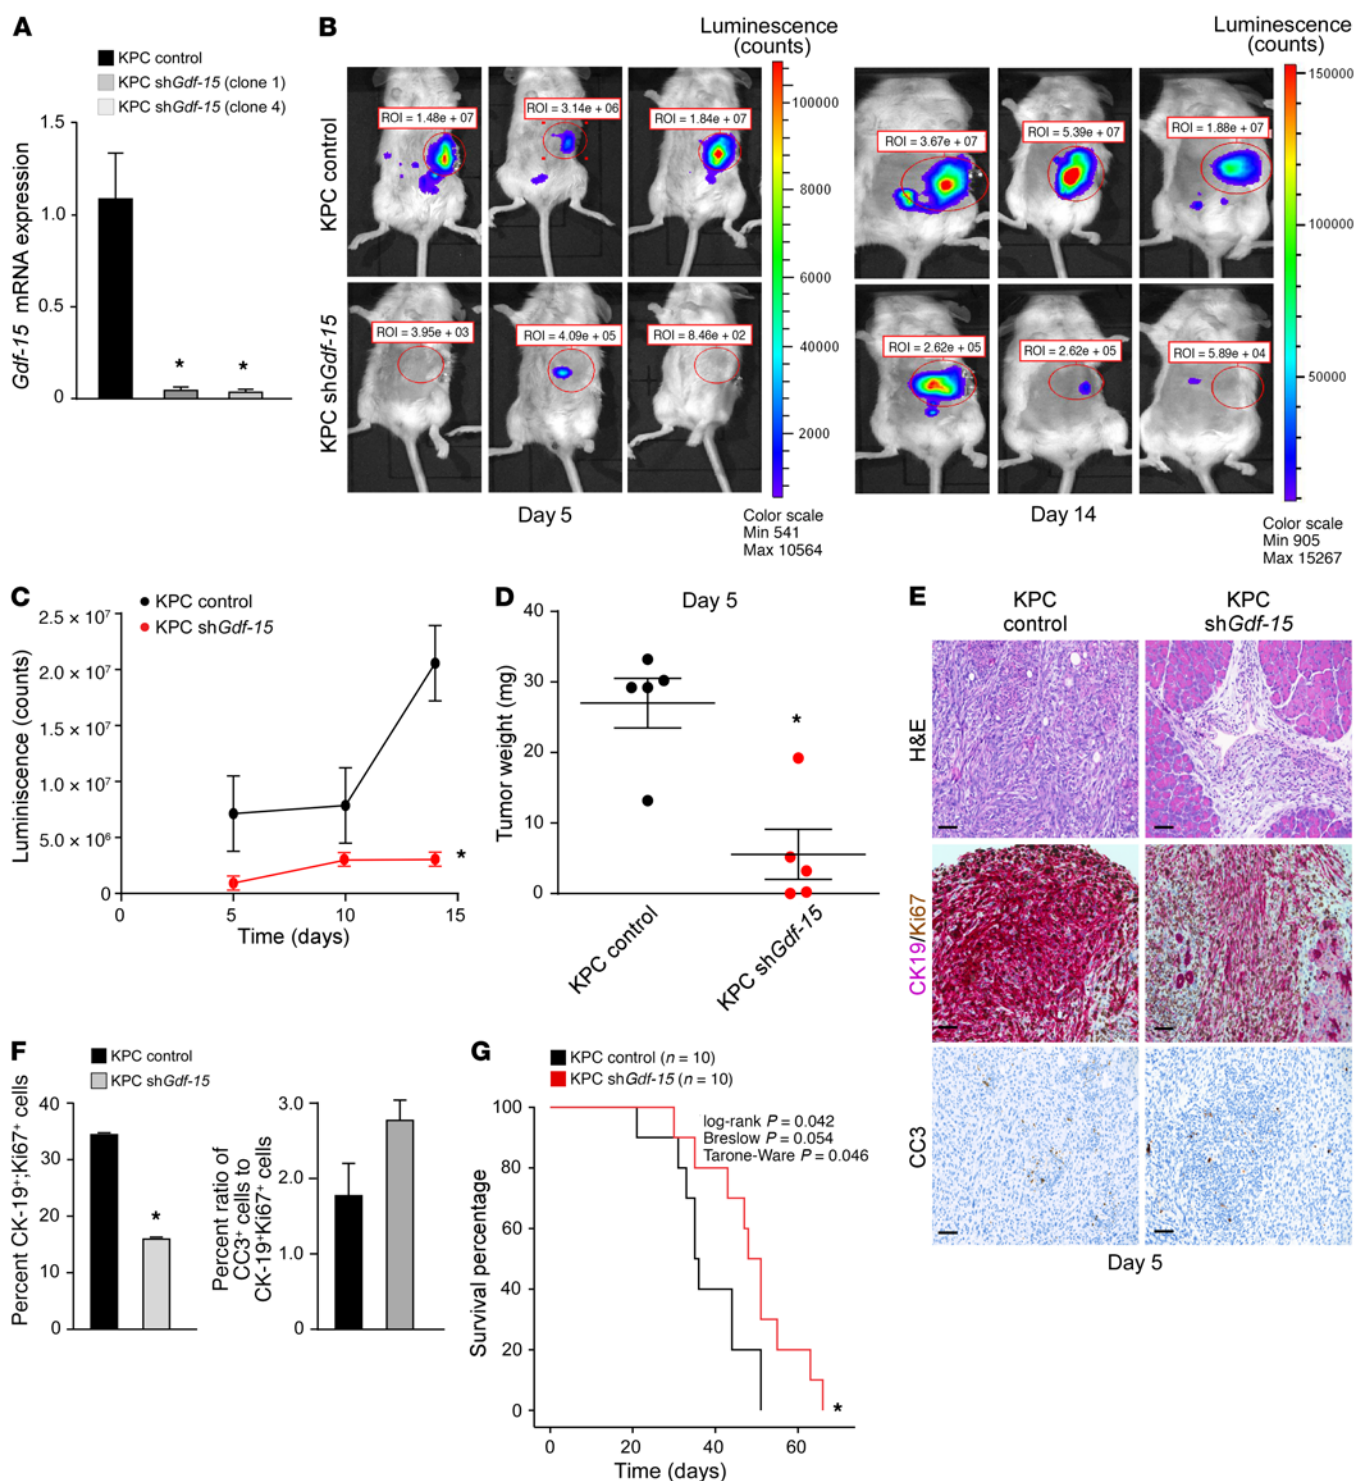 A
KPC control
KPC shGdf-15 (clone 1)
KPC shGdf-15 (clone 4)
Gdf-15 mRNA expression
1.5
1.0
0.5
0
*
*
B
Luminescence
(counts)
Luminescence
(counts)
KPC control
ROI = 1.48e + 07
ROI = 3.14e + 06
ROI = 1.84e + 07
ROI = 3.67e + 07
ROI = 5.39e + 07
ROI = 1.88e + 07
KPC shGdf-15
ROI = 3.95e + 03
ROI = 4.09e + 05
ROI = 8.46e + 02
ROI = 2.62e + 05
ROI = 2.62e + 05
ROI = 5.89e + 04
100000
80000
6000
40000
2000
150000
100000
50000
Day 5
Color scale
Min 541
Max 10564
Day 14
Color scale
Min 905
Max 15267
C
KPC control
KPC shGdf-15
Luminiscence (counts)
2.5 × 10⁷
2.0 × 10⁷
1.5 × 10⁷
1.0 × 10⁷
5.0 × 10⁶
0
*
0
5
10
15
Time (days)
D
Day 5
Tumor weight (mg)
40
30
20
10
0
*
KPC control
KPC shGdf-15
E
KPC
control
KPC
shGdf-15
H&E
CK19/Ki67
CC3
Day 5
F
KPC control
KPC shGdf-15
Percent CK-19⁺;Ki67⁺ cells
40
30
20
10
0
*
Percent ratio of
CC3⁺ cells to
CK-19⁺Ki67⁺ cells
3.0
2.0
1.0
0
G
KPC control (n = 10)
KPC shGdf-15 (n = 10)
log-rank P = 0.042
Breslow P = 0.054
Tarone-Ware P = 0.046
Survival percentage
100
80
60
40
20
0
*
0
20
40
60
Time (days)